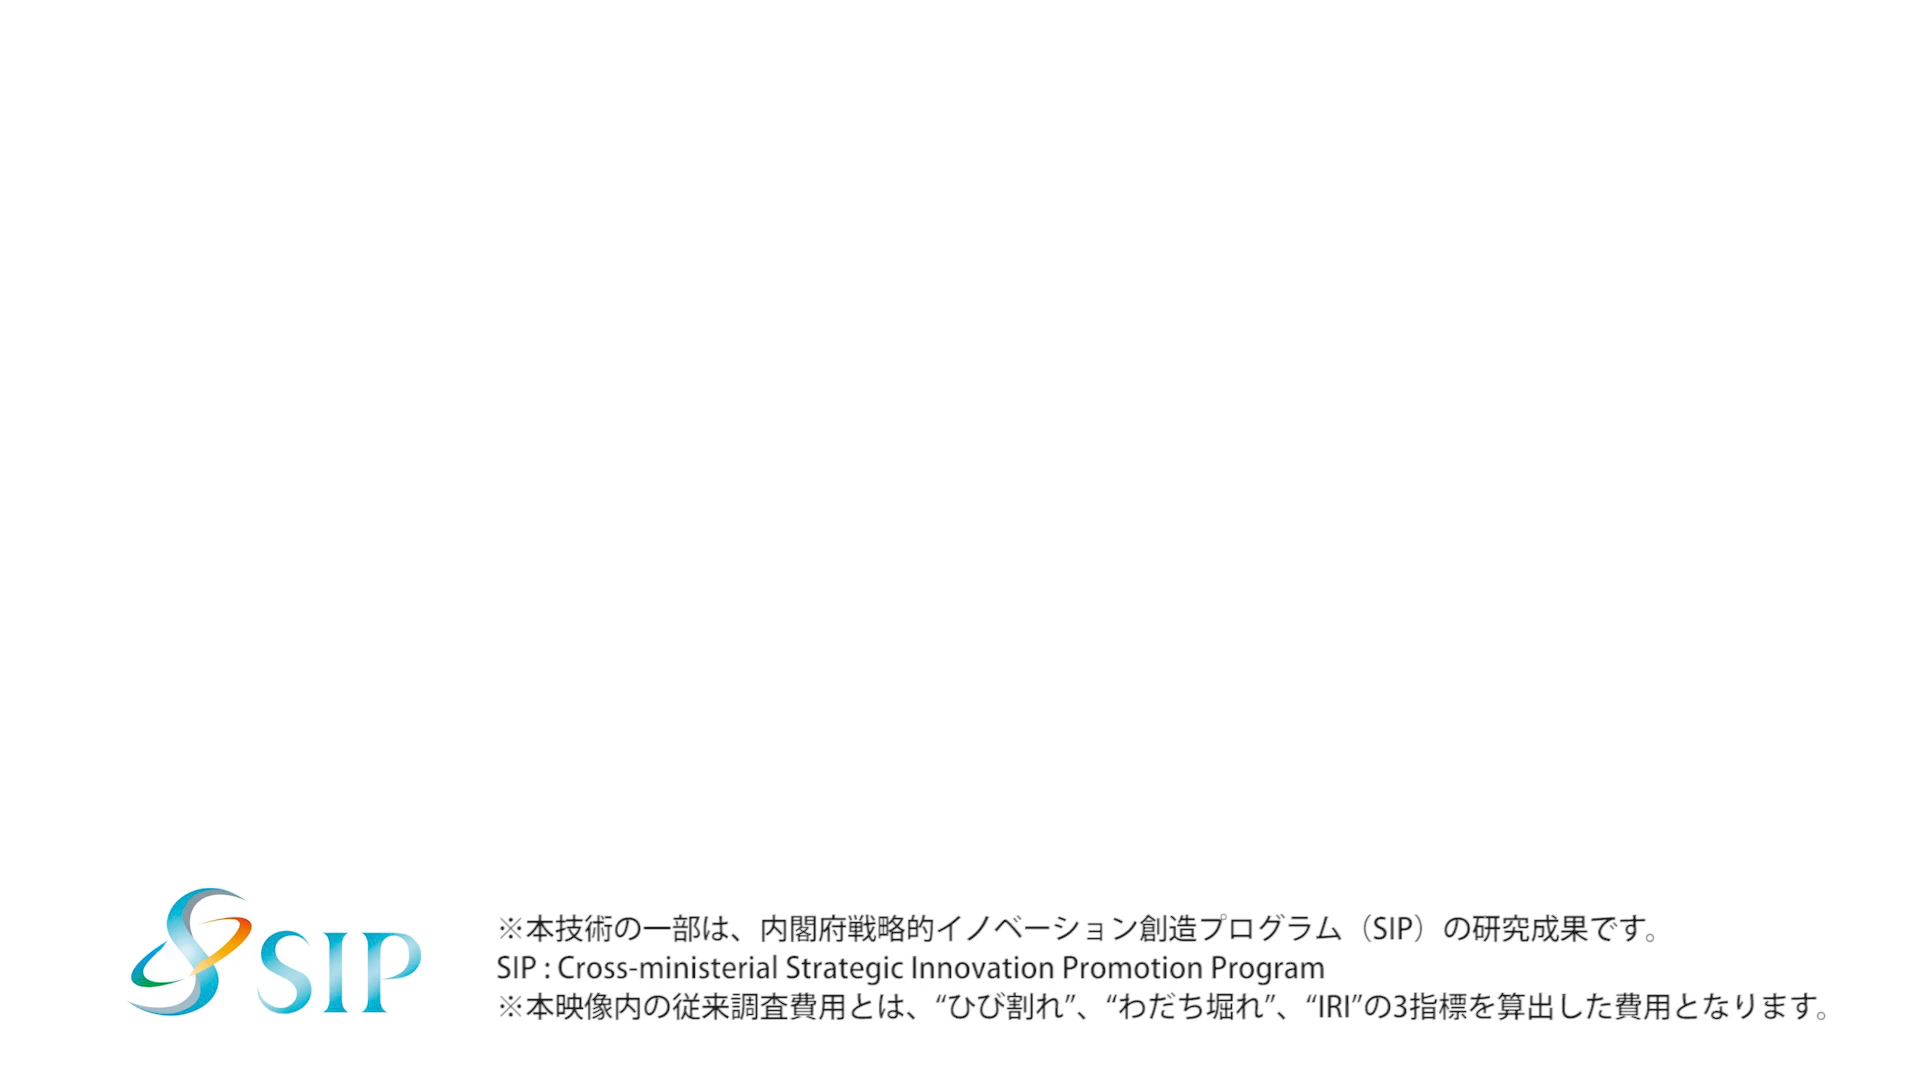 SIP
※本技術の一部は、内閣府戦略的イノベーション創造プログラム（SIP）の研究成果です。
SIP : Cross-ministerial Strategic Innovation Promotion Program
※本映像内の従来調査費用とは、“ひび割れ”、“わだち堀れ”、“IRI”の3指標を算出した費用となります。